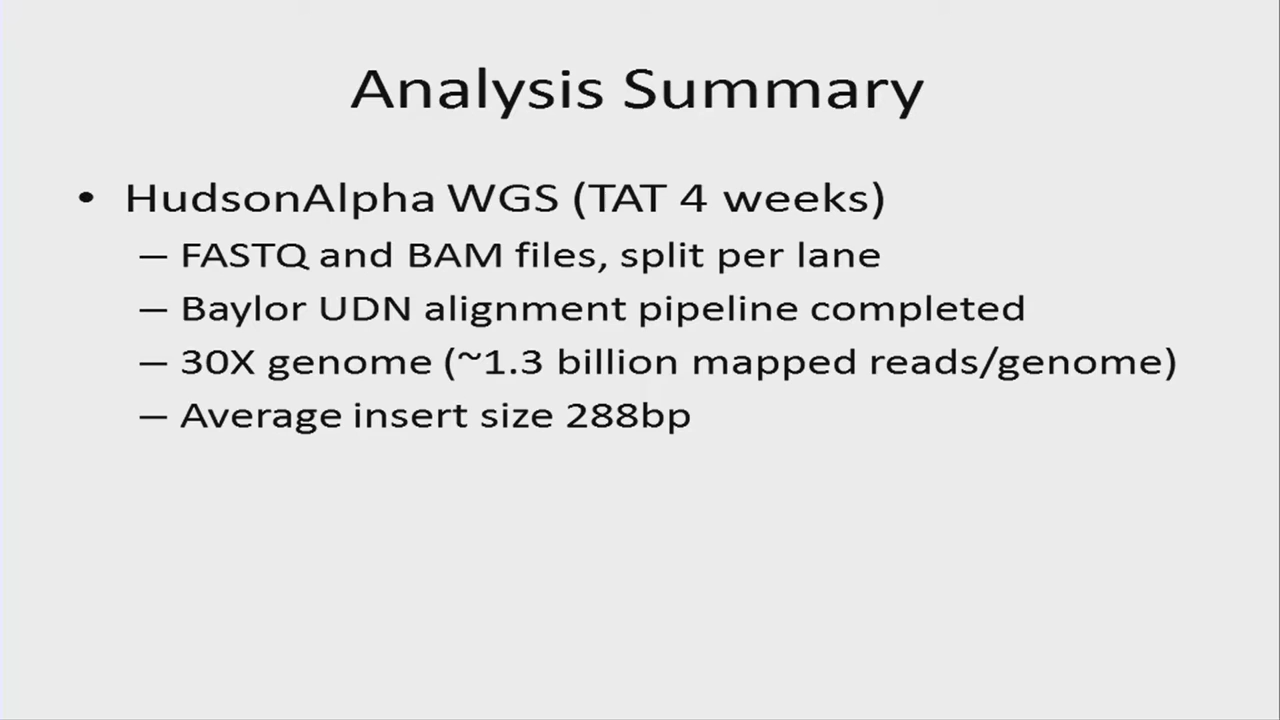 Analysis Summary
• HudsonAlpha WGS (TAT 4 weeks)
– FASTQ and BAM files, split per lane
– Baylor UDN alignment pipeline completed
– 30X genome (~1.3 billion mapped reads/genome)
– Average insert size 288bp